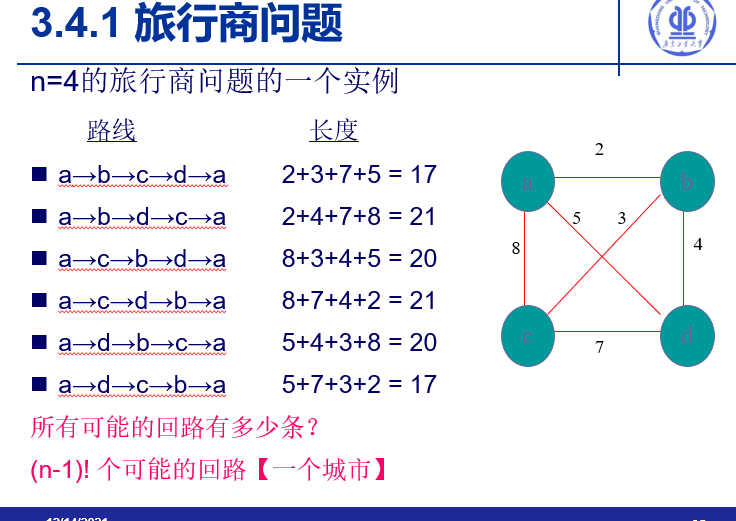 3.4.1 旅行商问题
n=4的旅行商问题的一个实例
路线 长度
a→b→c→d→a 2+3+7+5 = 17
a→b→d→c→a 2+4+7+8 = 21
a→c→b→d→a 8+3+4+5 = 20
a→c→d→b→a 8+7+4+2 = 21
a→d→b→c→a 5+4+3+8 = 20
a→d→c→b→a 5+7+3+2 = 17
所有可能的回路有多少条？
(n-1)! 个可能的回路【一个城市】
2
a b
5 3
8 4
c d
7